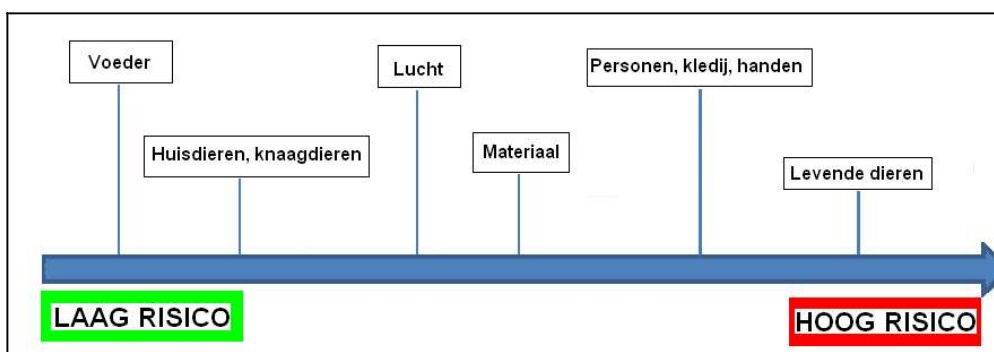 Voeder
Lucht
Personen, kledij, handen
Huisdieren, knaagdieren
Materiaal
Levende dieren
LAAG RISICO
HOOG RISICO